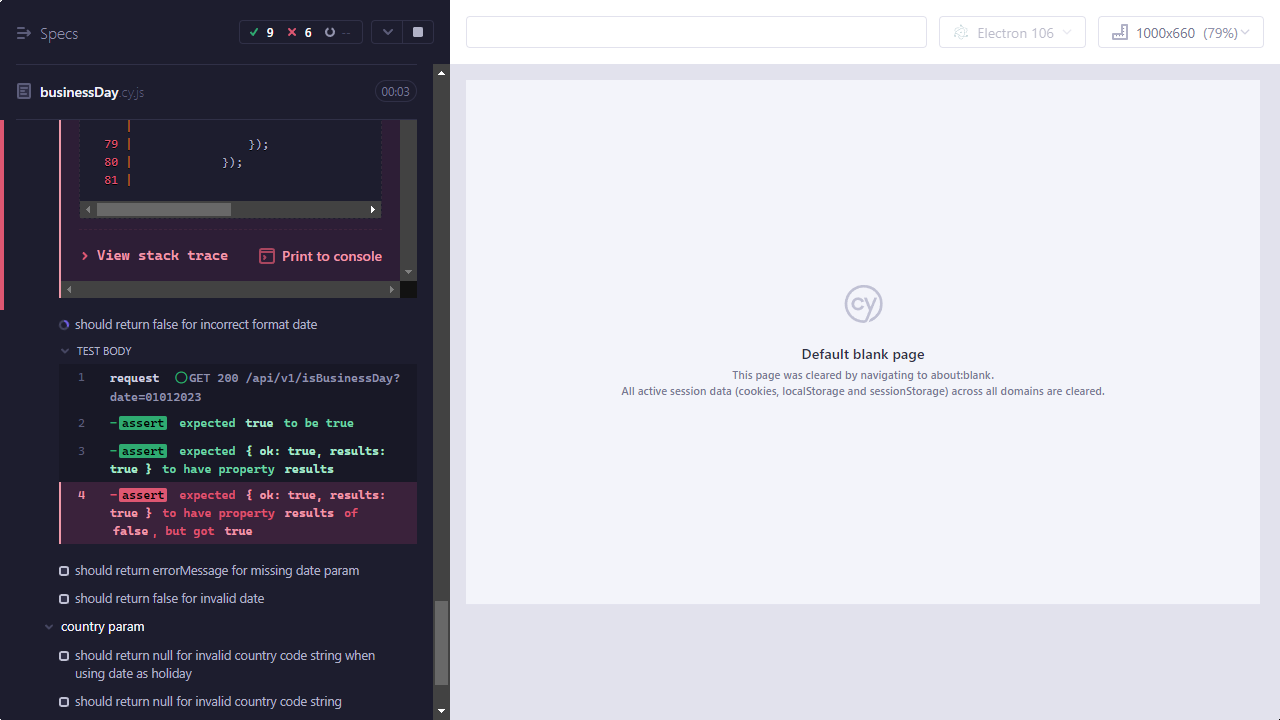 Specs
9 6 --
businessDay.cy.js
00:03
79 | });
80 | });
81 |
View stack trace
Print to console
should return false for incorrect format date
TEST BODY
1 request GET 200 /api/v1/isBusinessDay?
date=01012023
2 -assert expected true to be true
3 -assert expected { ok: true, results:
true } to have property results
4 -assert expected { ok: true, results:
true } to have property results of
false, but got true
should return errorMessage for missing date param
should return false for invalid date
country param
should return null for invalid country code string when
using date as holiday
should return null for invalid country code string
Electron 106
1000x660 (79%)
cy
Default blank page
This page was cleared by navigating to about:blank.
All active session data (cookies, localStorage and sessionStorage) across all domains are cleared.